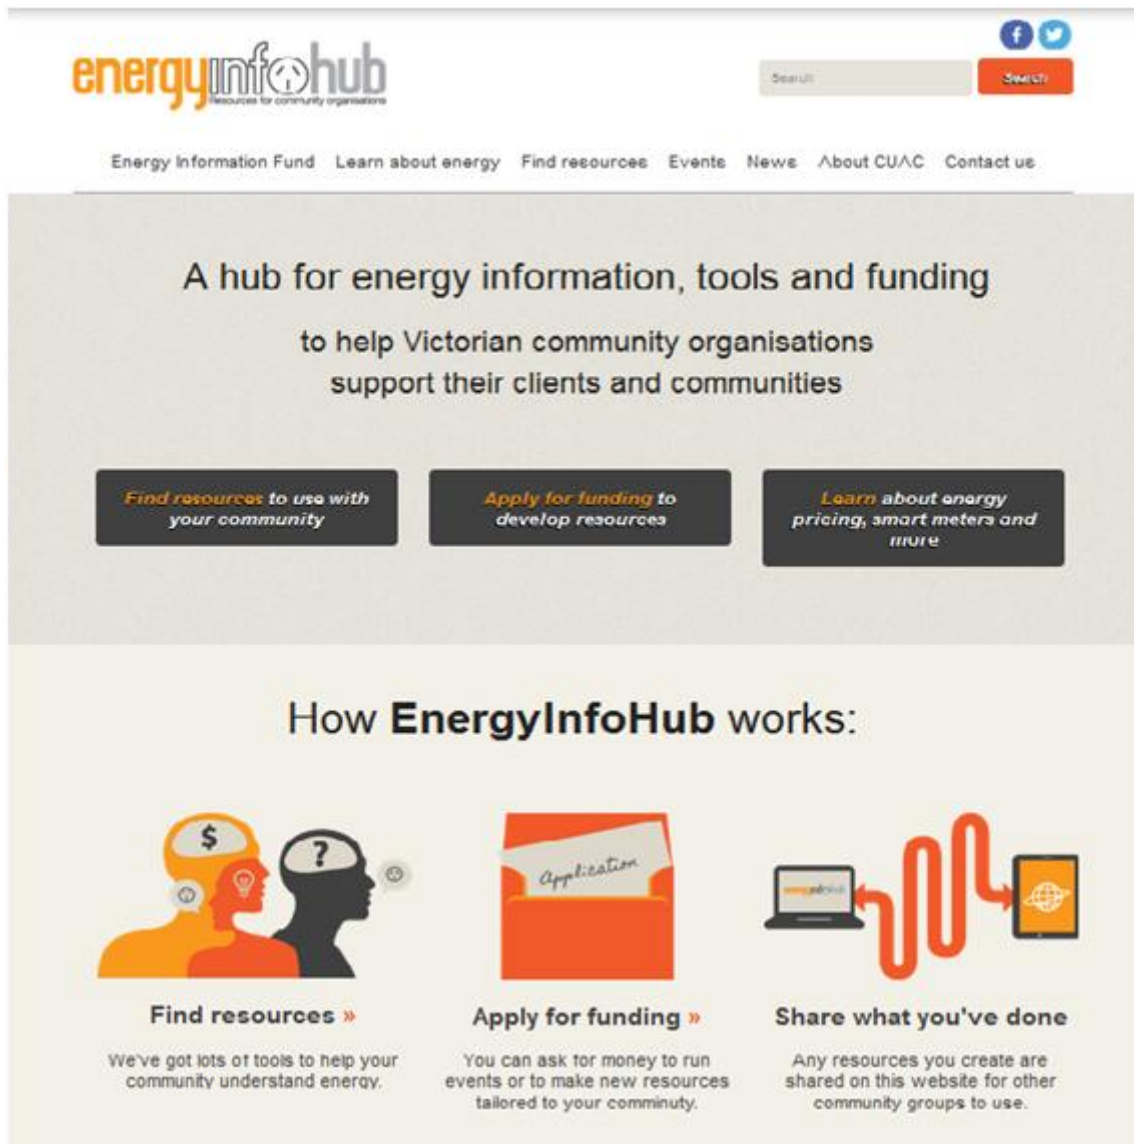 energyinfohub
Resources for community organisations
Search
Search
Energy Information Fund Learn about energy Find resources Events News About CUAC Contact us
A hub for energy information, tools and funding
to help Victorian community organisations
support their clients and communities
Find resources to use with
your community
Apply for funding to
develop resources
Learn about energy
pricing, smart meters and
more
How EnergyInfoHub works:
$
?
Application
energyinfohub
Find resources »
We've got lots of tools to help your
community understand energy.
Apply for funding »
You can ask for money to run
events or to make new resources
tailored to your comminuty.
Share what you've done
Any resources you create are
shared on this website for other
community groups to use.